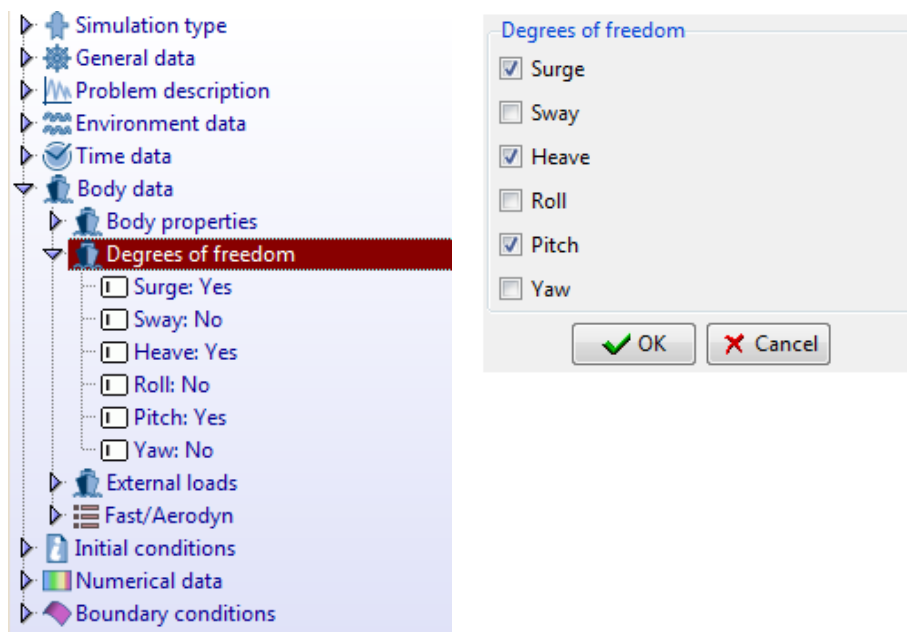 Simulation type
General data
Problem description
Environment data
Time data
Body data
Body properties
Degrees of freedom
Surge: Yes
Sway: No
Heave: Yes
Roll: No
Pitch: Yes
Yaw: No
External loads
Fast/Aerodyn
Initial conditions
Numerical data
Boundary conditions
Degrees of freedom
Surge
Sway
Heave
Roll
Pitch
Yaw
OK Cancel